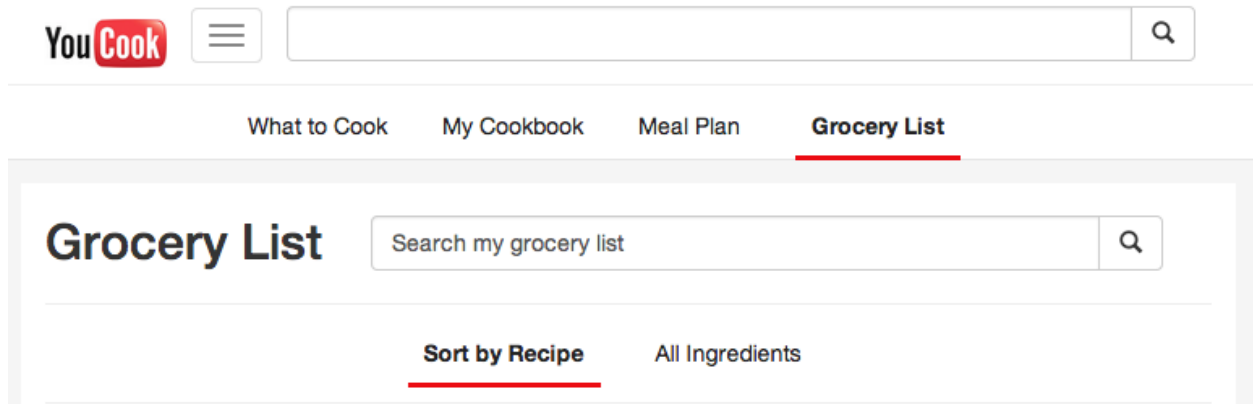 YouCook
What to Cook My Cookbook Meal Plan Grocery List
Grocery List Search my grocery list
Sort by Recipe All Ingredients